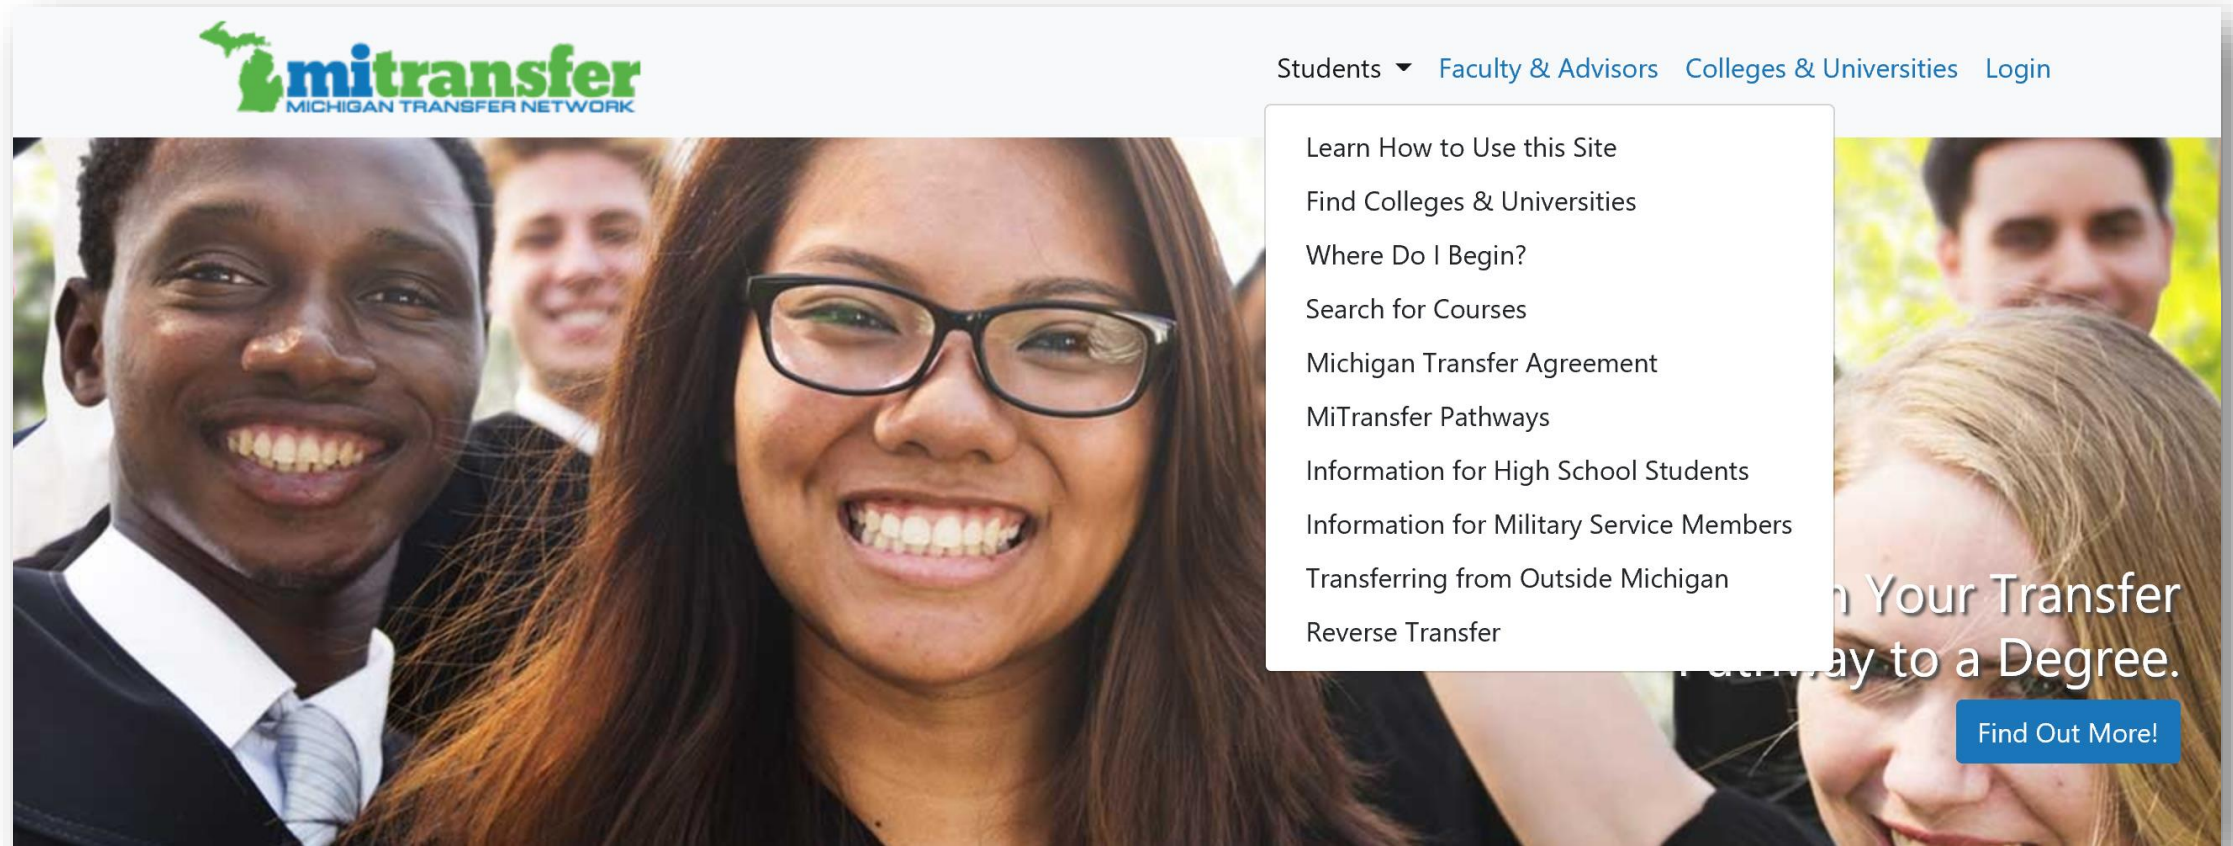 mitransfer
MICHIGAN TRANSFER NETWORK
Students Faculty & Advisors Colleges & Universities Login
Learn How to Use this Site
Find Colleges & Universities
Where Do I Begin?
Search for Courses
Michigan Transfer Agreement
MiTransfer Pathways
Information for High School Students
Information for Military Service Members
Transferring from Outside Michigan
Reverse Transfer
Your Transfer
to a Degree.
Find Out More!